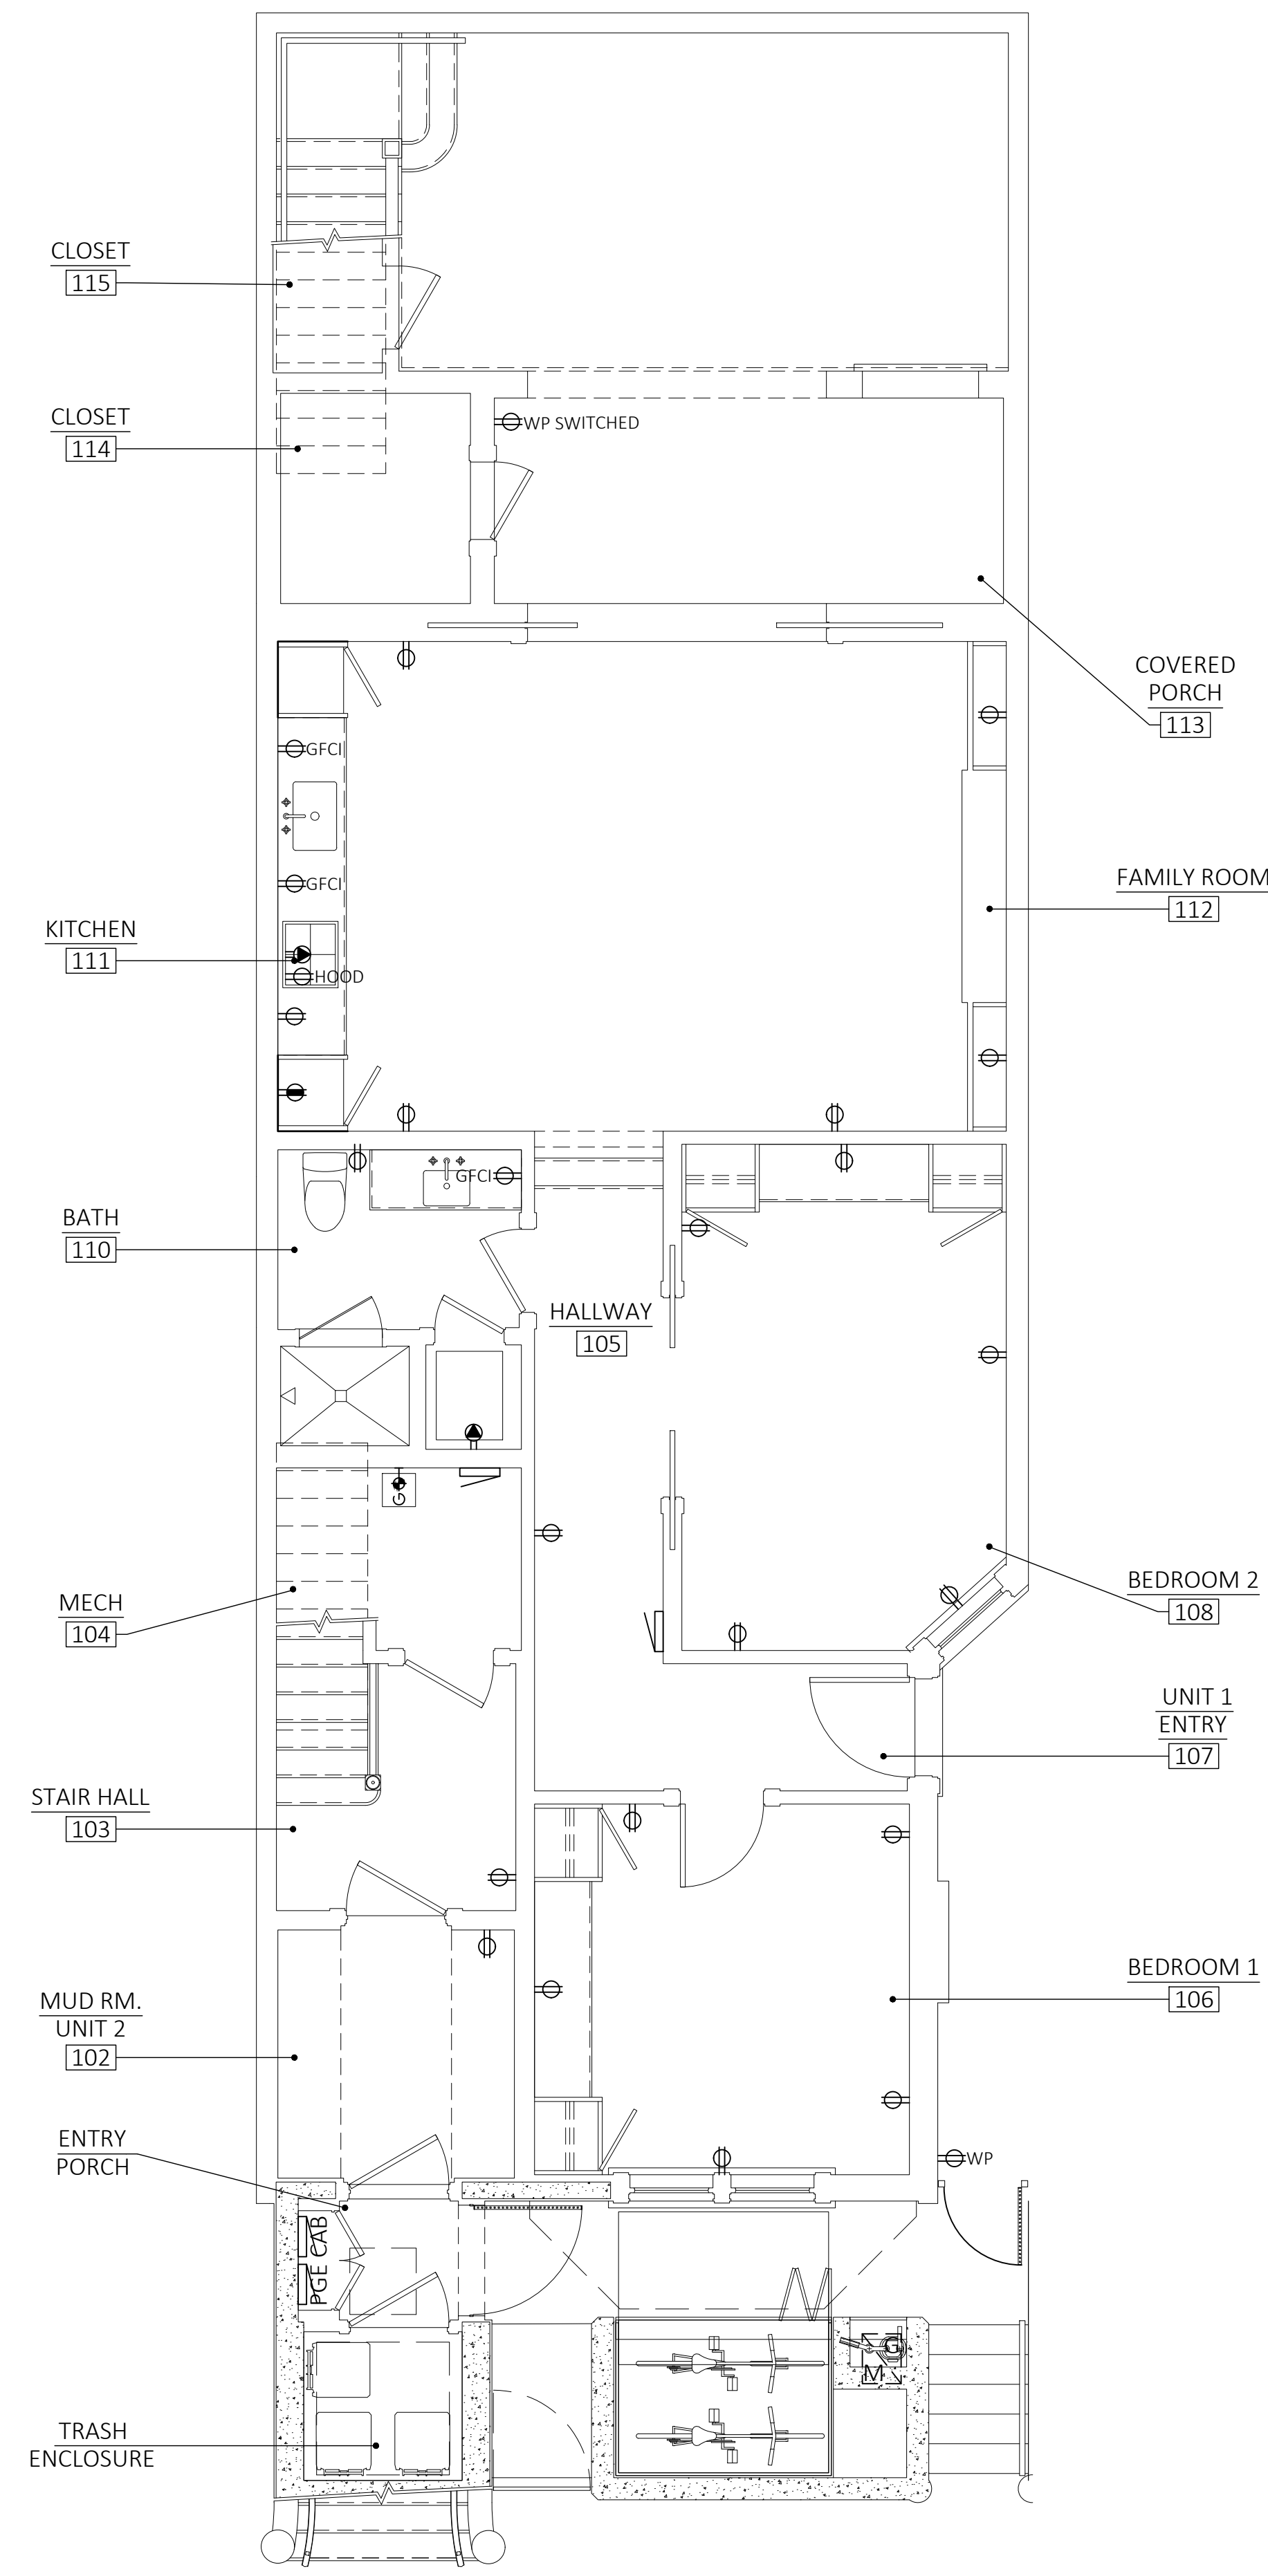 CLOSET
115
CLOSET
114
WP SWITCHED
COVERED
PORCH
113
GFCI
GFCI
FAMILY ROOM
112
KITCHEN
111
HOOD
GFCI
BATH
110
HALLWAY
105
G
MECH
104
BEDROOM 2
108
UNIT 1
ENTRY
107
STAIR HALL
103
BEDROOM 1
106
MUD RM.
UNIT 2
102
ENTRY
PORCH
WP
PGE CAB
G
M
TRASH
ENCLOSURE